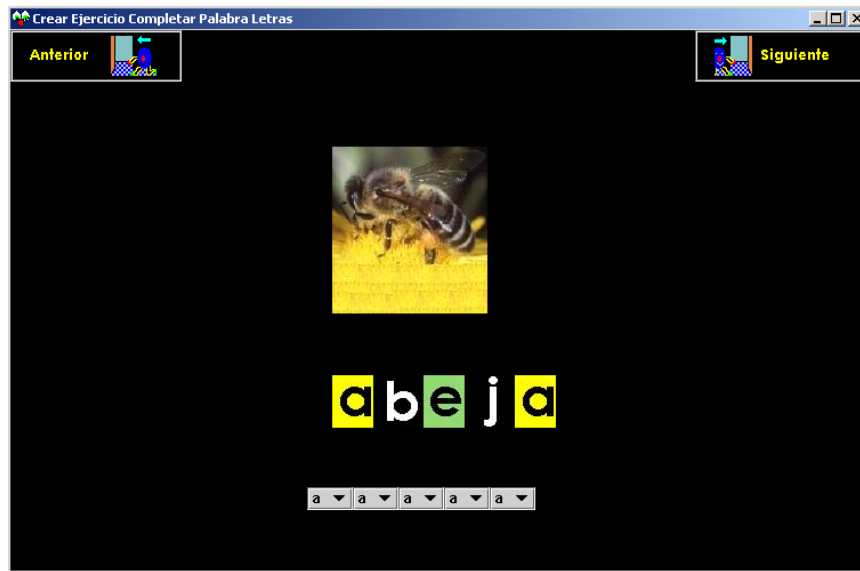 Crear Ejercicio Completar Palabra Letras
Anterior
Siguiente
abeja
a a a a a